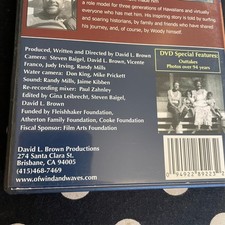 a role model for three generations of Hawaiians and virtually
everyone who has met him. His inspiring story is told by surfing
and soaring historians, by family and friends who have shared
his journey, and, of course, by Woody himself.
Produced, Written and Directed by David L. Brown
Camera: Steven Baigel, David L. Brown, Vicente
Franco, Judy Irving, Randy Mills
Water camera: Don King, Mike Prickett
Sound: Randy Mills, Jaime Kibben
Re-recording mixer: Paul Zahnley
Edited by Gina Leibrecht, Steven Baigel,
David L. Brown
Funded by Fleishhaker Foundation,
Atherton Family Foundation, Cooke Foundation
Fiscal Sponsor: Film Arts Foundation
David L. Brown Productions
274 Santa Clara St.
Brisbane, CA 94005
(415)468-7469
www.ofwindandwaves.com
DVD Special Features:
Outtakes
Photos over 94 years
94922 89223